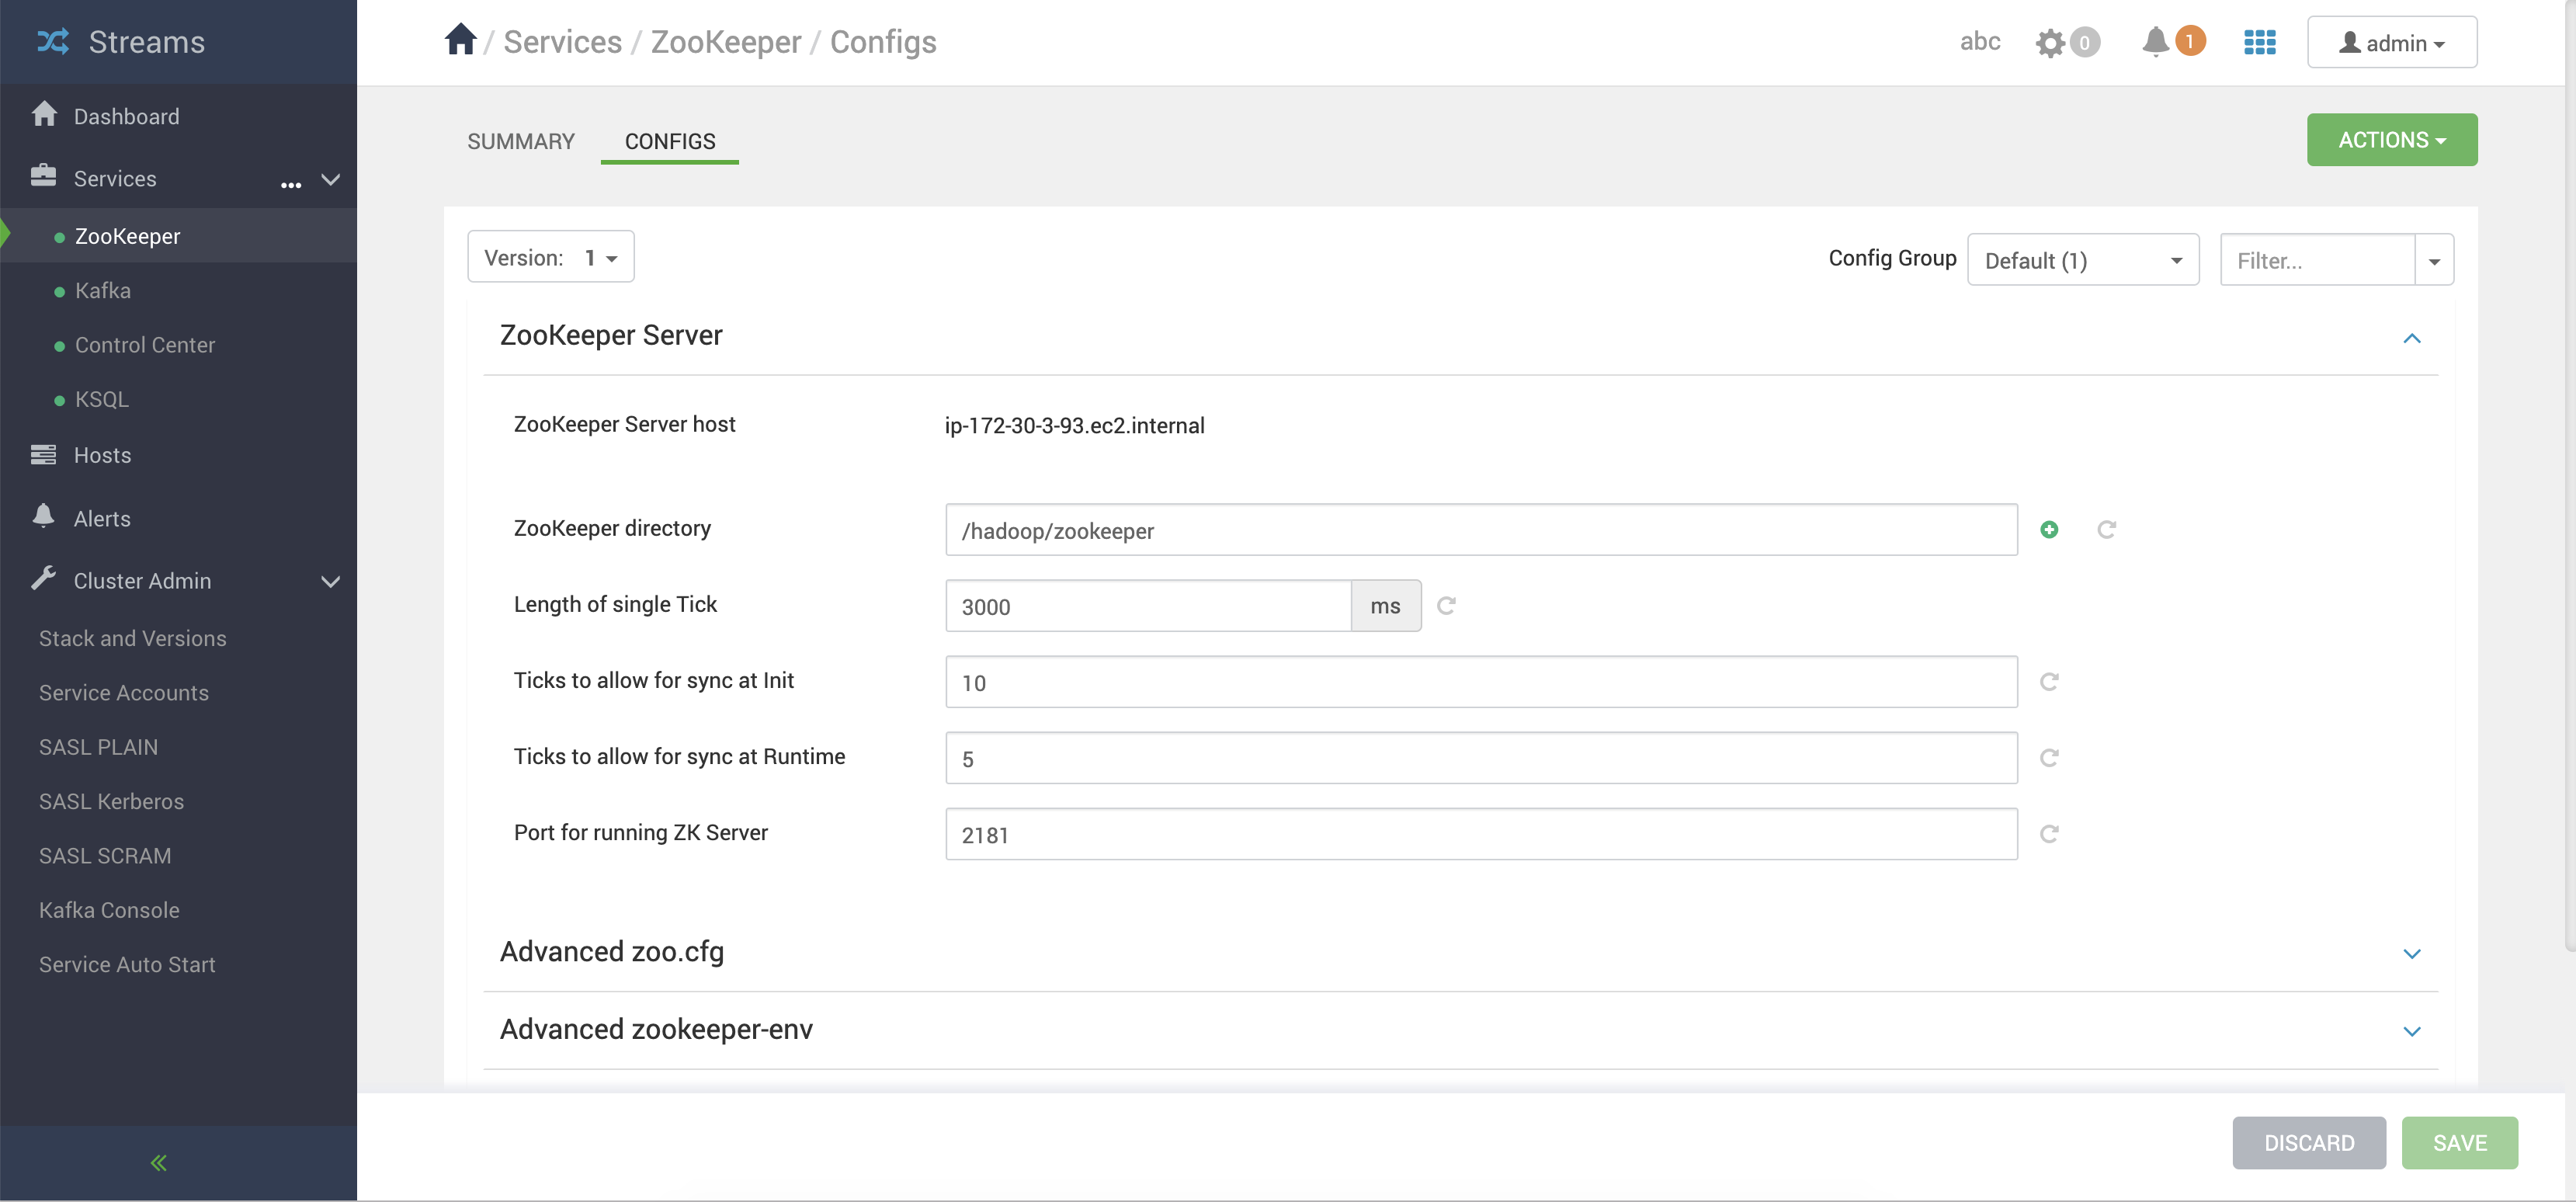 Streams
Dashboard
Services
ZooKeeper
Kafka
Control Center
KSQL
Hosts
Alerts
Cluster Admin
Stack and Versions
Service Accounts
SASL PLAIN
SASL Kerberos
SASL SCRAM
Kafka Console
Service Auto Start
/ Services / ZooKeeper / Configs
abc 0 1 admin
SUMMARY CONFIGS ACTIONS
Version: 1 Config Group Default (1) Filter...
ZooKeeper Server
ZooKeeper Server host ip-172-30-3-93.ec2.internal
ZooKeeper directory /hadoop/zookeeper
Length of single Tick 3000 ms
Ticks to allow for sync at Init 10
Ticks to allow for sync at Runtime 5
Port for running ZK Server 2181
Advanced zoo.cfg
Advanced zookeeper-env
DISCARD SAVE